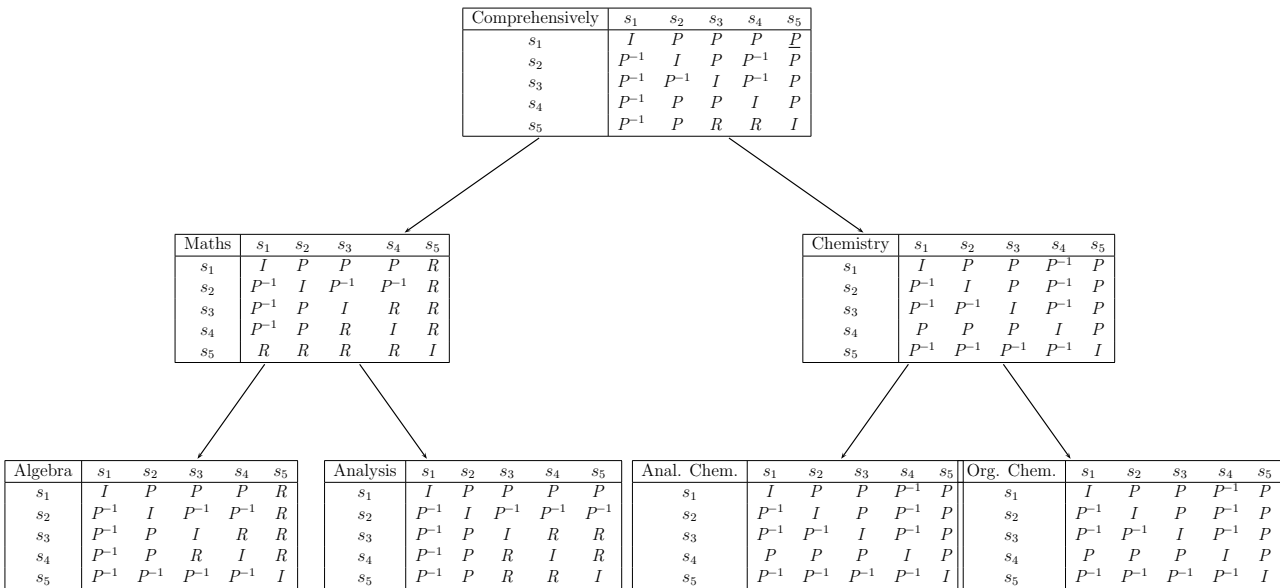 Comprehensively s₁ s₂ s₃ s₄ s₅
s₁ I P P P P
s₂ P⁻¹ I P P⁻¹ P
s₃ P⁻¹ P⁻¹ I P⁻¹ P
s₄ P⁻¹ P P I P
s₅ P⁻¹ P R R I
Maths s₁ s₂ s₃ s₄ s₅
s₁ I P P P R
s₂ P⁻¹ I P⁻¹ P⁻¹ R
s₃ P⁻¹ P I R R
s₄ P⁻¹ P R I R
s₅ R R R R I
Chemistry s₁ s₂ s₃ s₄ s₅
s₁ I P P P⁻¹ P
s₂ P⁻¹ I P P⁻¹ P
s₃ P⁻¹ P⁻¹ I P⁻¹ P
s₄ P P P I P
s₅ P⁻¹ P⁻¹ P⁻¹ P⁻¹ I
Algebra s₁ s₂ s₃ s₄ s₅
s₁ I P P P R
s₂ P⁻¹ I P⁻¹ P⁻¹ R
s₃ P⁻¹ P I R R
s₄ P⁻¹ P R I R
s₅ P⁻¹ P⁻¹ P⁻¹ P⁻¹ I
Analysis s₁ s₂ s₃ s₄ s₅
s₁ I P P P P
s₂ P⁻¹ I P⁻¹ P⁻¹ P⁻¹
s₃ P⁻¹ P I R R
s₄ P⁻¹ P R I R
s₅ P⁻¹ P R R I
Anal. Chem. s₁ s₂ s₃ s₄ s₅
s₁ I P P P⁻¹ P
s₂ P⁻¹ I P P⁻¹ P
s₃ P⁻¹ P⁻¹ I P⁻¹ P
s₄ P P P I P
s₅ P⁻¹ P⁻¹ P⁻¹ P⁻¹ I
Org. Chem. s₁ s₂ s₃ s₄ s₅
s₁ I P P P⁻¹ P
s₂ P⁻¹ I P P⁻¹ P
s₃ P⁻¹ P⁻¹ I P⁻¹ P
s₄ P P P I P
s₅ P⁻¹ P⁻¹ P⁻¹ P⁻¹ I